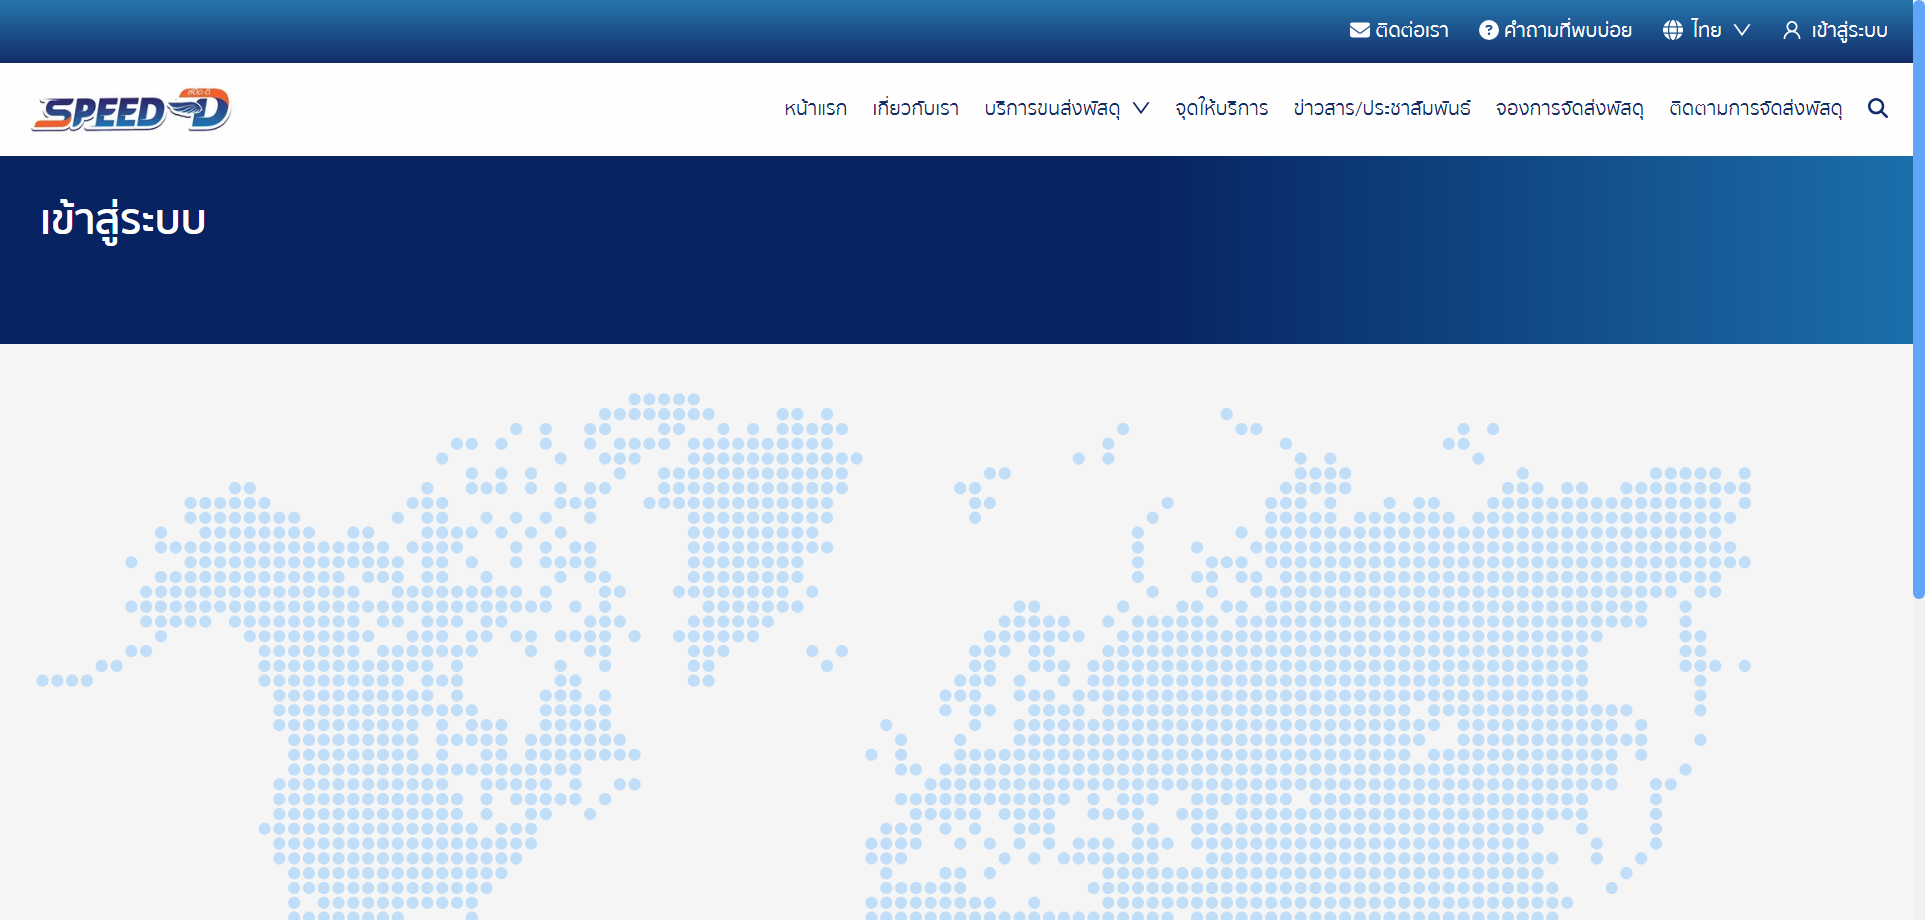 ติดต่อเรา คำถามที่พบบ่อย ไทย เข้าสู่ระบบ
สปีด-ดี
SPEED-D
หน้าแรก เกี่ยวกับเรา บริการขนส่งพัสดุ จุดให้บริการ ข่าวสาร/ประชาสัมพันธ์ จองการจัดส่งพัสดุ ติดตามการจัดส่งพัสดุ
เข้าสู่ระบบ